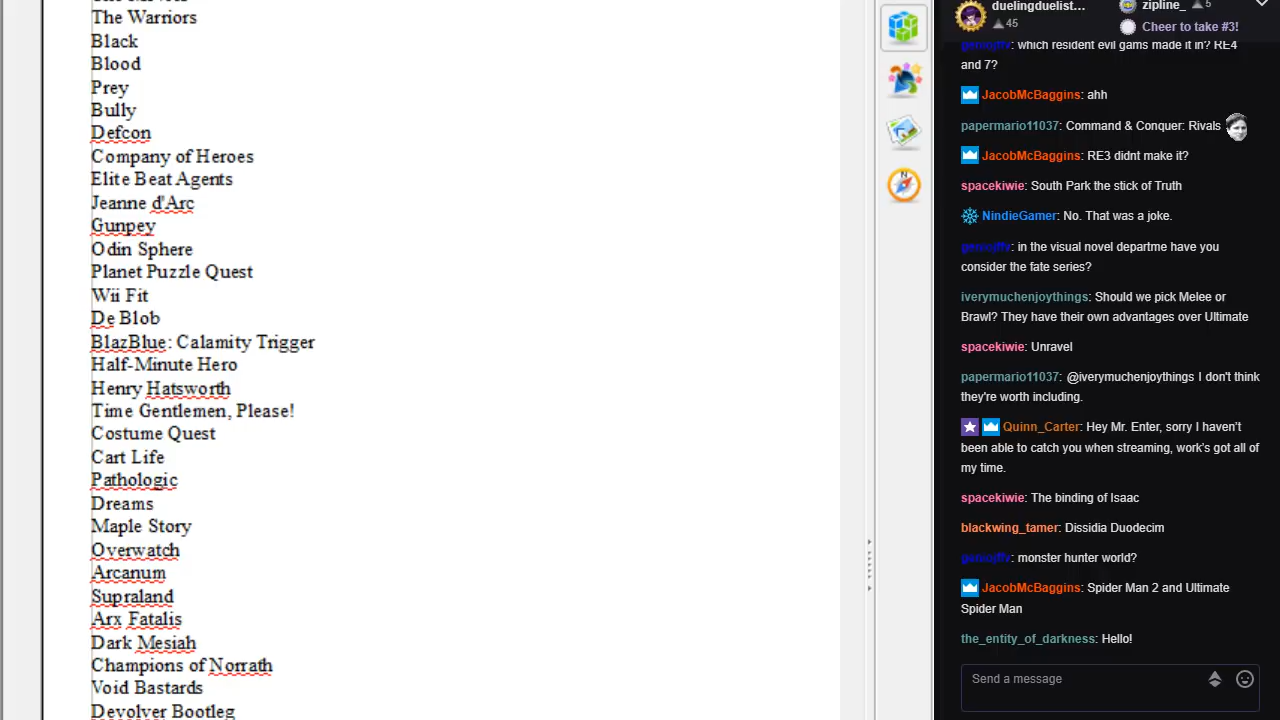 The Warriors
Black
Blood
Prey
Bully
Defcon
Company of Heroes
Elite Beat Agents
Jeanne d'Arc
Gunpey
Odin Sphere
Planet Puzzle Quest
Wii Fit
De Blob
BlazBlue: Calamity Trigger
Half-Minute Hero
Henry Hatsworth
Time Gentlemen, Please!
Costume Quest
Cart Life
Pathologic
Dreams
Maple Story
Overwatch
Arcanum
Supraland
Arx Fatalis
Dark Mesiah
Champions of Norrath
Void Bastards
Devolver Bootleg
N
duelingduelist...
45
zipline_ 5
Cheer to take #3!
: which resident evil gams made it in? RE4
and 7?
JacobMcBaggins: ahh
papermario11037: Command & Conquer: Rivals
JacobMcBaggins: RE3 didnt make it?
spacekiwie: South Park the stick of Truth
NindieGamer: No. That was a joke.
: in the visual novel departme have you
consider the fate series?
iverymuchenjoythings: Should we pick Melee or
Brawl? They have their own advantages over Ultimate
spacekiwie: Unravel
papermario11037: @iverymuchenjoythings I don't think
they're worth including.
Quinn_Carter: Hey Mr. Enter, sorry I haven't
been able to catch you when streaming, work's got all of
my time.
spacekiwie: The binding of Isaac
blackwing_tamer: Dissidia Duodecim
: monster hunter world?
JacobMcBaggins: Spider Man 2 and Ultimate
Spider Man
the_entity_of_darkness: Hello!
Send a message